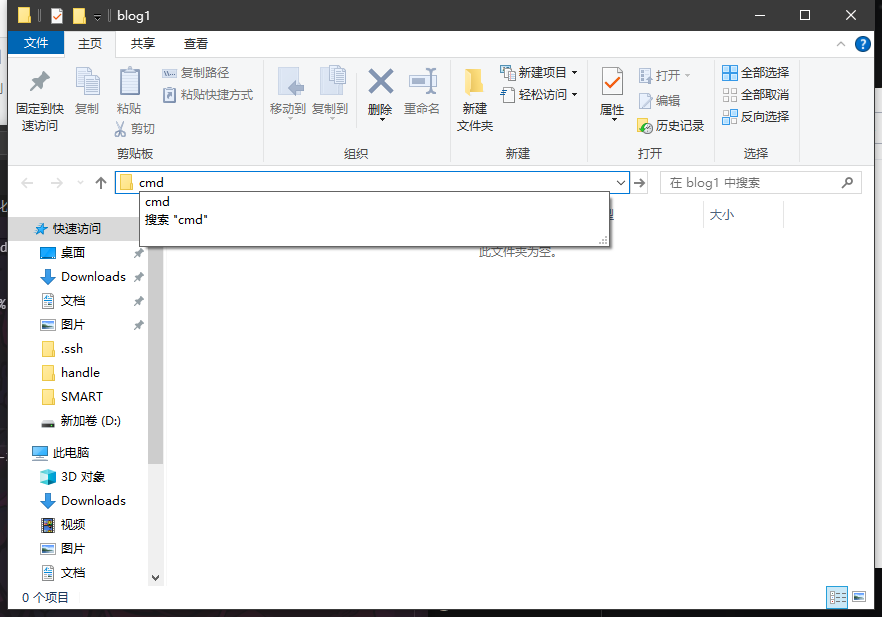 blog1
文件 主页 共享 查看
固定到快速访问
复制
粘贴
复制路径
粘贴快捷方式
剪切
剪贴板
移动到
复制到
删除
重命名
组织
新建文件夹
新建项目
轻松访问
新建
属性
打开
编辑
历史记录
打开
全部选择
全部取消
反向选择
选择
cmd
在 blog1 中搜索
cmd
搜索 "cmd"
型
大小
此文件夹为空。
快速访问
桌面
Downloads
文档
图片
.ssh
handle
SMART
新加卷 (D:)
此电脑
3D 对象
Downloads
视频
图片
文档
0 个项目